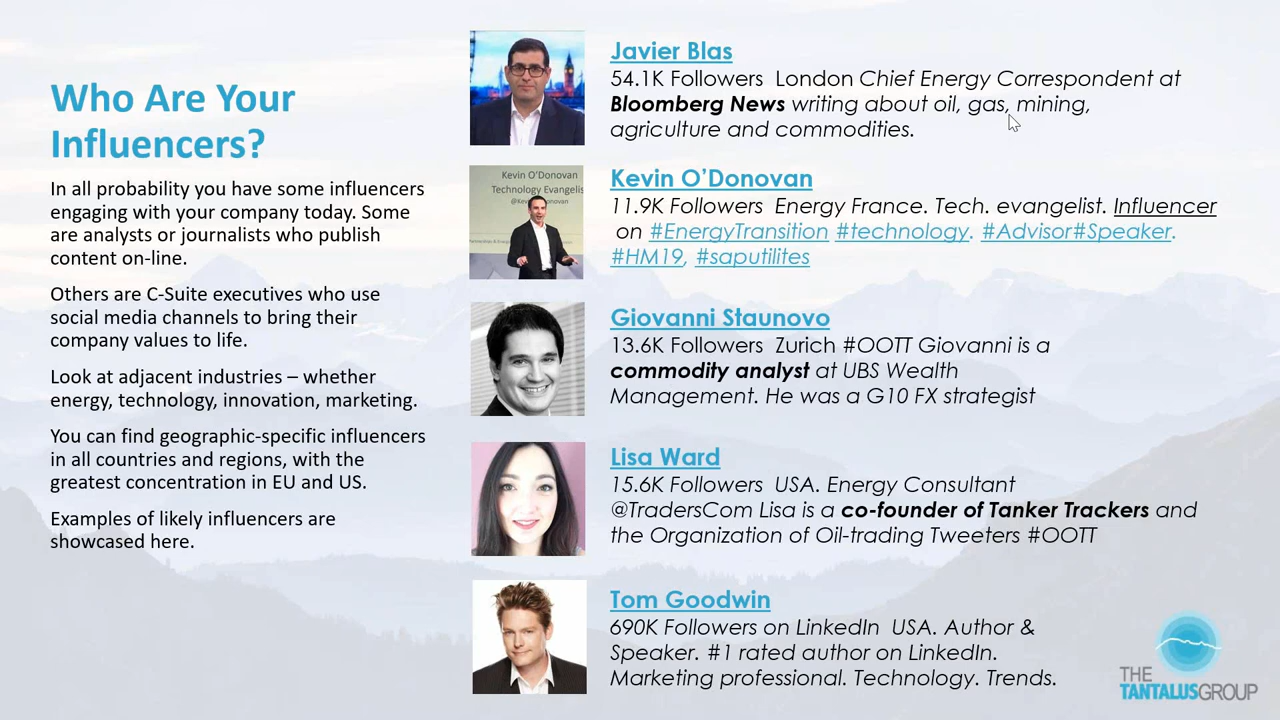 Who Are Your
Influencers?
In all probability you have some influencers
engaging with your company today. Some
are analysts or journalists who publish
content on-line.
Others are C-Suite executives who use
social media channels to bring their
company values to life.
Look at adjacent industries – whether
energy, technology, innovation, marketing.
You can find geographic-specific influencers
in all countries and regions, with the
greatest concentration in EU and US.
Examples of likely influencers are
showcased here.
Javier Blas
54.1K Followers London Chief Energy Correspondent at
Bloomberg News writing about oil, gas, mining,
agriculture and commodities.
Kevin O'Donovan
Technology Evangelis
Kevin O’Donovan
11.9K Followers Energy France. Tech. evangelist. Influencer
on #EnergyTransition #technology. #Advisor#Speaker.
#HM19, #saputilites
Giovanni Staunovo
13.6K Followers Zurich #OOTT Giovanni is a
commodity analyst at UBS Wealth
Management. He was a G10 FX strategist
Lisa Ward
15.6K Followers USA. Energy Consultant
@TradersCom Lisa is a co-founder of Tanker Trackers and
the Organization of Oil-trading Tweeters #OOTT
Tom Goodwin
690K Followers on LinkedIn USA. Author &
Speaker. #1 rated author on LinkedIn.
Marketing professional. Technology. Trends.
THE
TANTALUSGROUP